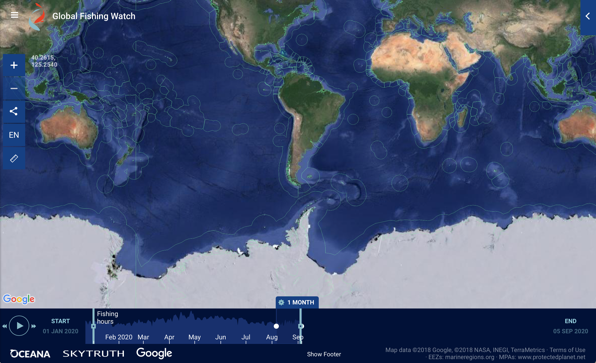 Global Fishing Watch
40.2615,
125.2540
EN
Google
1 MONTH
START
01 JAN 2020
Fishing
hours
Feb 2020 Mar Apr May Jun Jul Aug Sep
END
05 SEP 2020
OCEANA SKYTRUTH Google
Show Footer
Map data ©2018 Google, ©2018 NASA, INEGI, TerraMetrics · Terms of Use
EEZs: marineregions.org · MPAs: www.protectedplanet.net